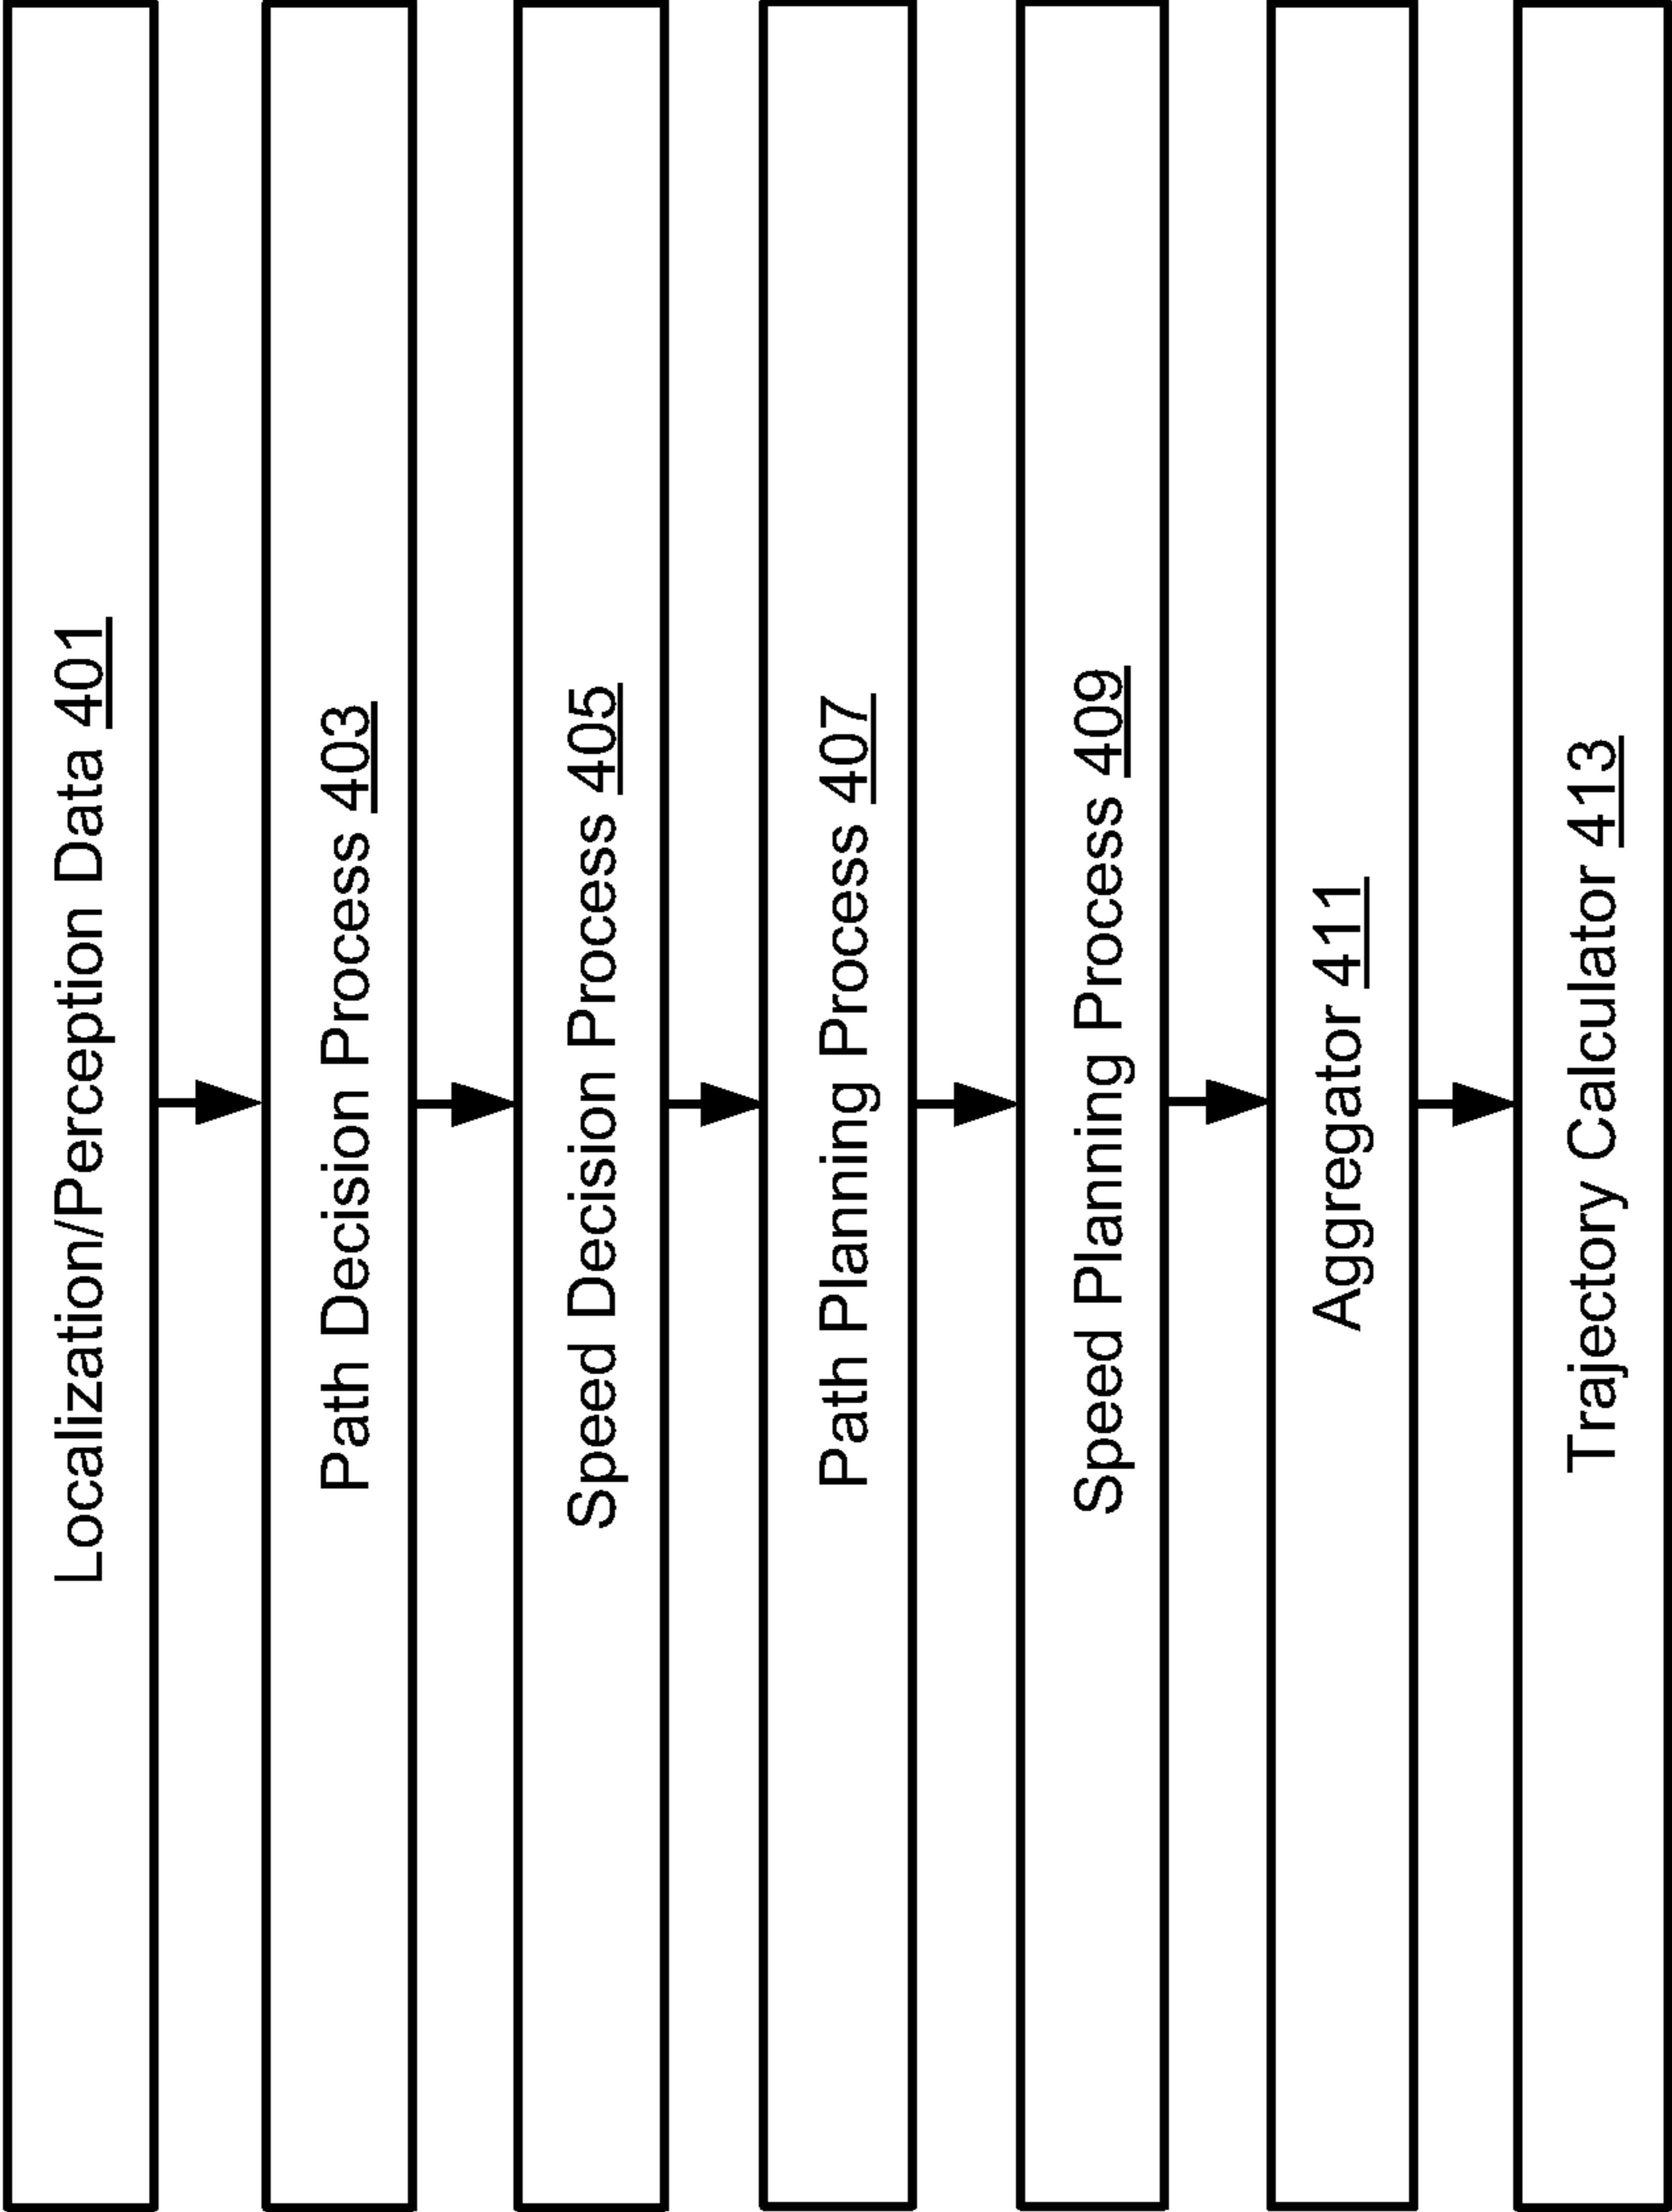 Localization/Perception Data 401
Path Decision Process 403
Speed Decision Process 405
Path Planning Process 407
Speed Planning Process 409
Aggregator 411
Trajectory Calculator 413